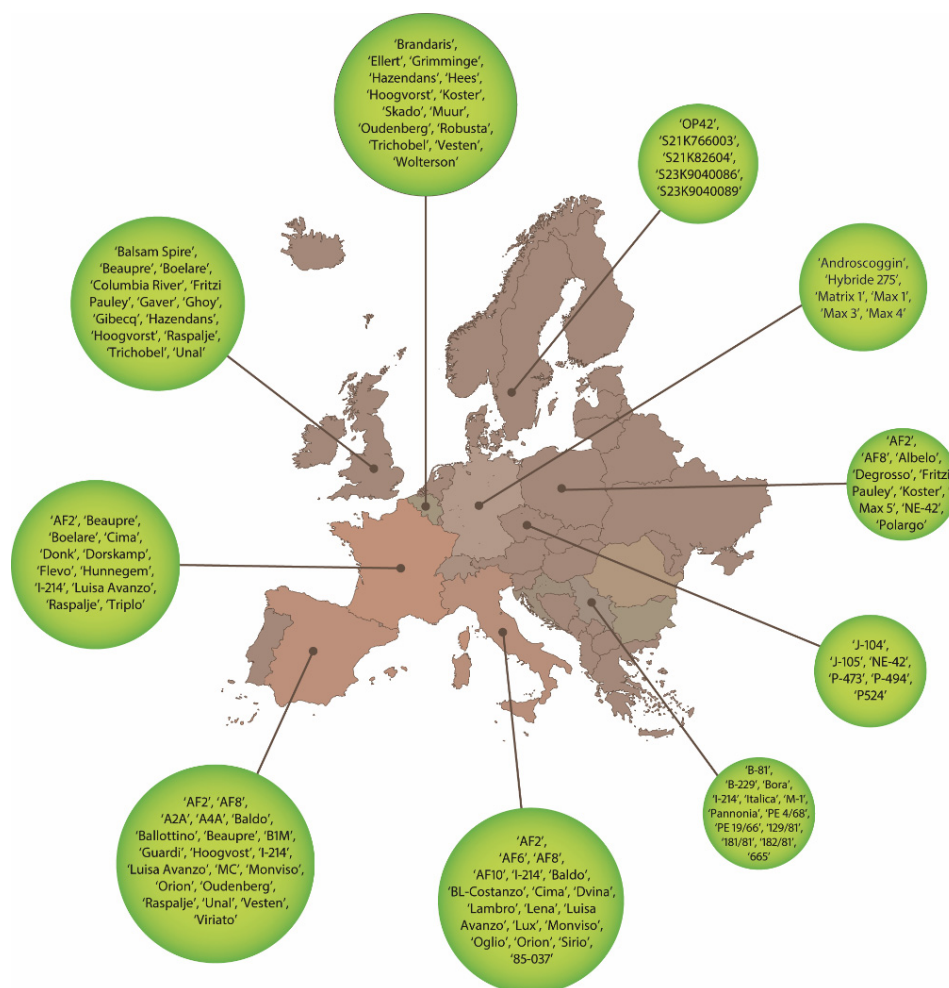 ‘Brandaris’,
‘Ellert’, ‘Grimminge’,
‘Hazendans’, ‘Hees’,
‘Hoogvorst’, ‘Koster’,
‘Skado’, ‘Muur’,
‘Oudenberg’, ‘Robusta’,
‘Trichobel’, ‘Vesten’,
‘Wolterson‘
‘OP42’,
‘S21K766003’,
‘S21K82604’,
‘S23K9040086’,
‘S23K9040089’
‘Balsam Spire’,
‘Beaupre’, ‘Boelare’,
‘Columbia River’, ‘Fritzi
Pauley’, ‘Gaver’, ‘Ghoy’,
‘Gibecq’, ‘Hazendans’,
‘Hoogvorst’, ‘Raspalje’,
‘Trichobel’, ‘Unal’
‘Androscoggin’,
‘Hybride 275’,
‘Matrix 1’, ‘Max 1’,
‘Max 3’, ‘Max 4’
‘AF2’,
‘AF8’, ‘Albelo’,
‘Degrosso’, ‘Fritzi
Pauley’, ‘Koster’, ‘
Max 5’, ‘NE-42’,
‘Polargo’
‘AF2’, ‘Beaupre’,
‘Boelare’, ‘Cima’,
‘Donk’, ‘Dorskamp’,
‘Flevo’, ‘Hunnegem’,
‘I-214’, ‘Luisa Avanzo’,
‘Raspalje’, ‘Triplo’
‘J-104’,
‘J-105’, ‘NE-42’,
‘P-473’, ‘P-494’,
‘P524’
‘B-81’,
‘B-229’, ‘Bora’,
‘I-214’, ‘Italica’, ‘M-1’,
‘Pannonia’, ‘PE 4/68’,
‘PE 19/66’, ‘129/81’,
‘181/81’, ‘182/81’,
‘665’
‘AF2’, ‘AF8’,
‘A2A’, ‘A4A’, ‘Baldo’,
‘Ballottino’, ‘Beaupre’, ‘B1M’,
‘Guardi’, ‘Hoogvost’, ‘I-214’,
‘Luisa Avanzo’, ‘MC’, ‘Monviso’,
‘Orion’, ‘Oudenberg’,
‘Raspalje’, ‘Unal’, ‘Vesten’,
‘Viriato’
‘AF2’,
‘AF6’, ‘AF8’,
‘AF10’, ‘I-214’, ‘Baldo’,
‘BL-Costanzo’, ‘Cima’, ‘Dvina’,
‘Lambro’, ‘Lena’, ‘Luisa
Avanzo’, ‘Lux’, ‘Monviso’,
‘Oglio’, ‘Orion’, ‘Sirio’,
‘85-037’